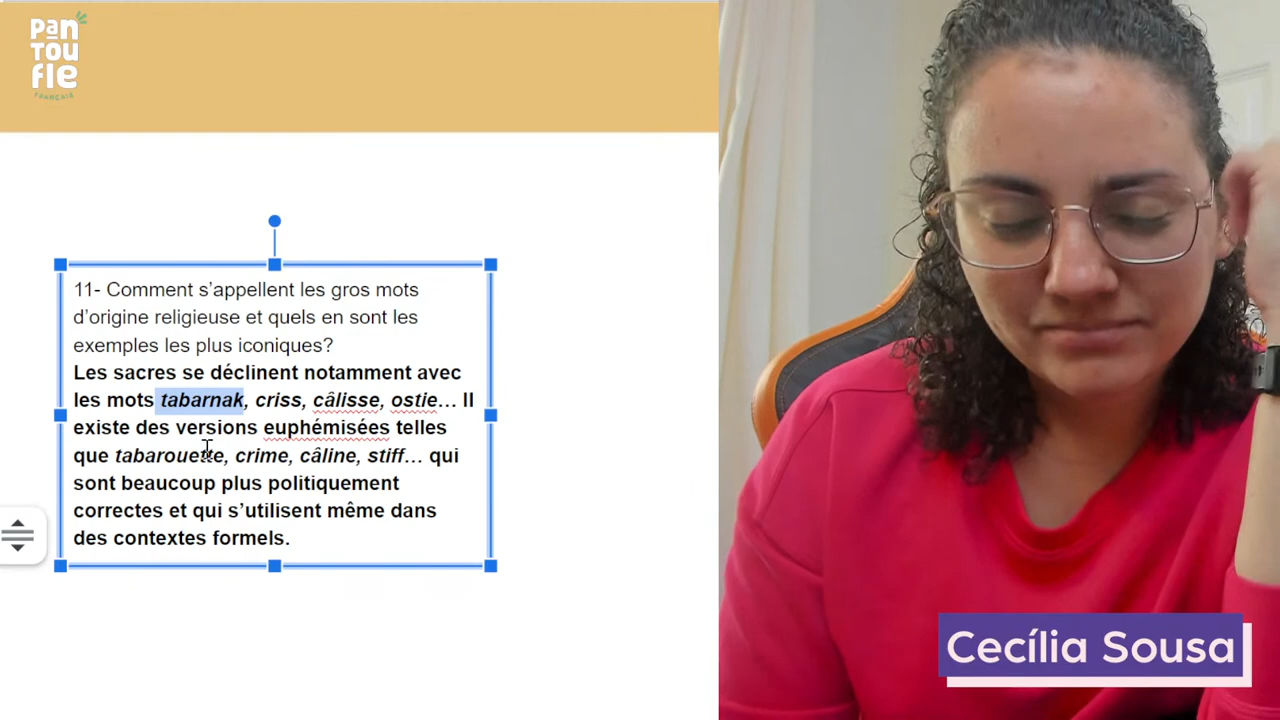 Pan
TOU
fle
FRANÇAIS
11- Comment s’appellent les gros mots
d’origine religieuse et quels en sont les
exemples les plus iconiques?
Les sacres se déclinent notamment avec
les mots tabarnak, criss, câlisse, ostie… Il
existe des versions euphémisées telles
que tabarouette, crime, câline, stiff… qui
sont beaucoup plus politiquement
correctes et qui s’utilisent même dans
des contextes formels.
Cecília Sousa